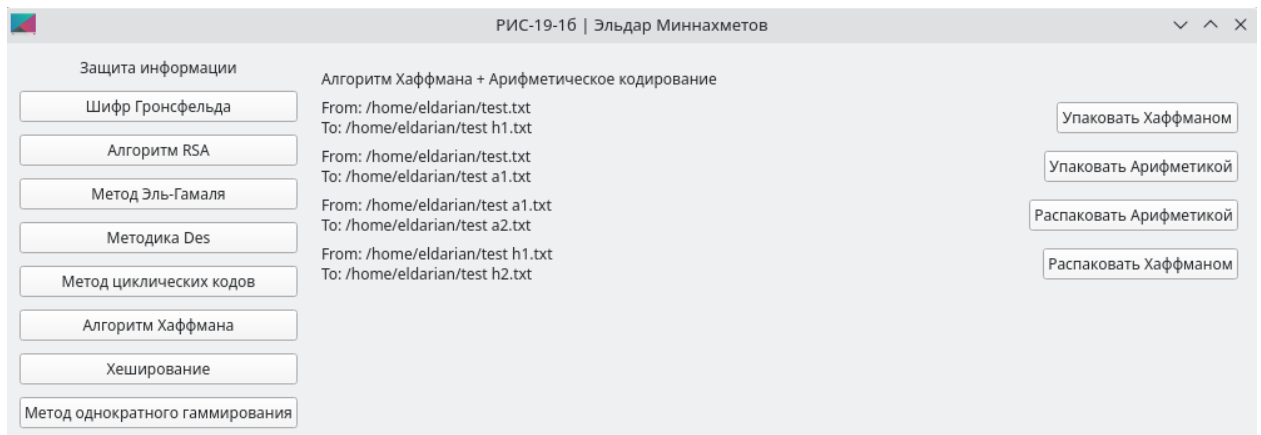 РИС-19-1б | Эльдар Миннахметов
Защита информации
Шифр Гронсфельда
Алгоритм RSA
Метод Эль-Гамаля
Методика Des
Метод циклических кодов
Алгоритм Хаффмана
Хеширование
Метод однократного гаммирования
Алгоритм Хаффмана + Арифметическое кодирование
From: /home/eldarian/test.txt
To: /home/eldarian/test h1.txt
Упаковать Хаффманом
From: /home/eldarian/test.txt
To: /home/eldarian/test a1.txt
Упаковать Арифметикой
From: /home/eldarian/test a1.txt
To: /home/eldarian/test a2.txt
Распаковать Арифметикой
From: /home/eldarian/test h1.txt
To: /home/eldarian/test h2.txt
Распаковать Хаффманом